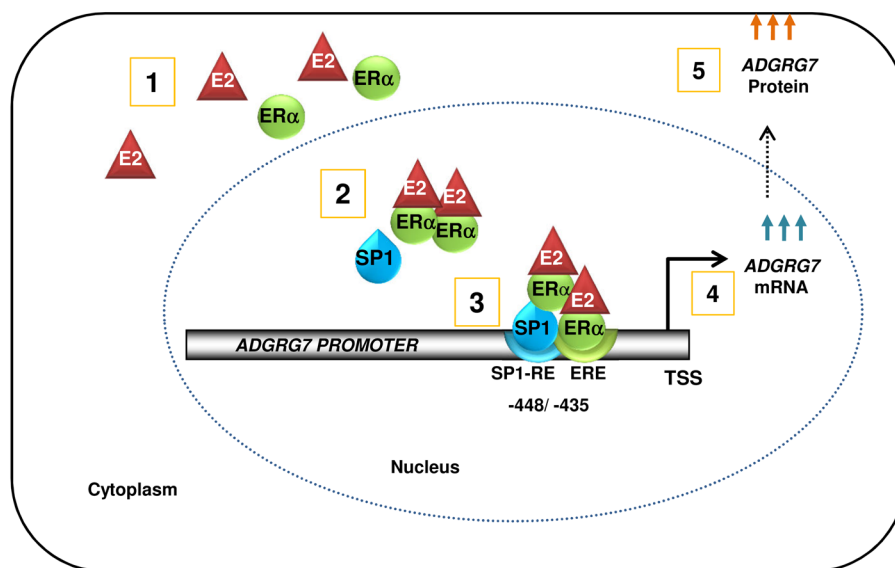 1
E2
E2
ERα
ERα
E2
5
ADGRG7
Protein
2
E2
E2
ERα
ERα
SP1
3
E2
ERα
E2
SP1
ERα
4
ADGRG7
mRNA
ADGRG7 PROMOTER
SP1-RE ERE
TSS
-448/ -435
Nucleus
Cytoplasm